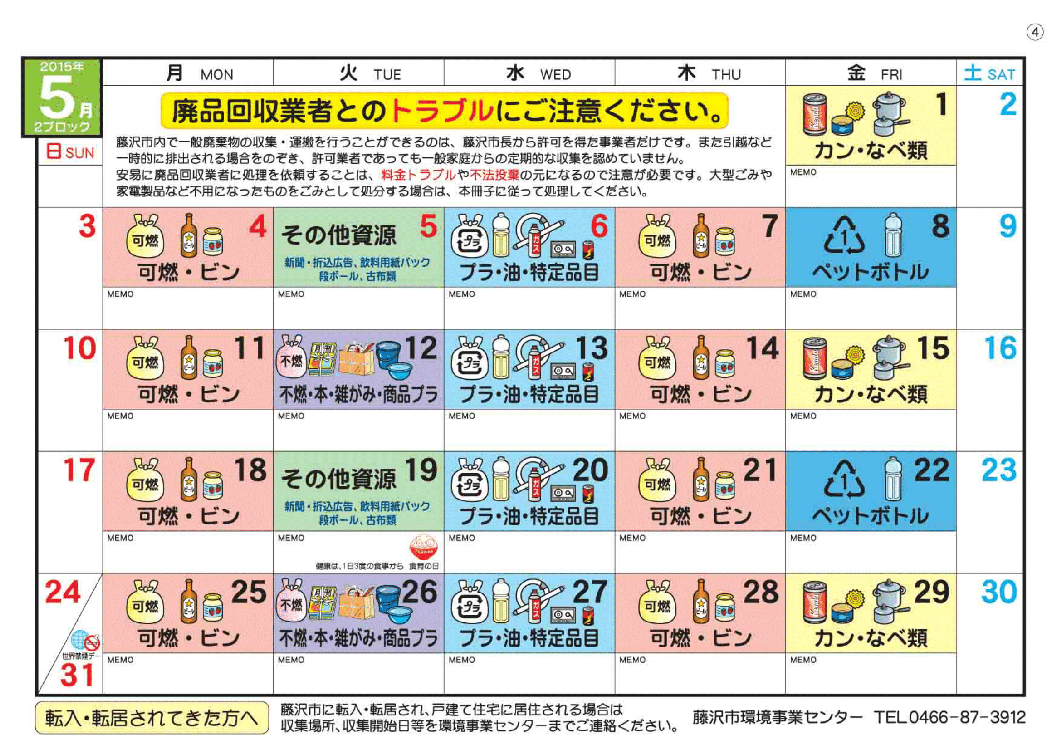 ④
2015年
5月
2ブロック
日 SUN
月 MON
火 TUE
水 WED
木 THU
金 FRI
土 SAT
廃品回収業者とのトラブルにご注意ください。
藤沢市内で一般廃棄物の収集・運搬を行うことができるのは、藤沢市長から許可を得た事業者だけです。また引越など
一時的に排出される場合をのぞき、許可業者であっても一般家庭からの定期的な収集を認めていません。
安易に廃品回収業者に処理を依頼することは、料金トラブルや不法投棄の元になるので注意が必要です。大型ごみや
家電製品など不用になったものをごみとして処分する場合は、本冊子に従って処理してください。
1
カン・なべ類
MEMO
2
3
可燃
4
可燃・ビン
MEMO
その他資源 5
新聞・折込広告、飲料用紙パック
段ボール、古布類
MEMO
プラ
ガス
6
プラ・油・特定品目
MEMO
可燃
7
可燃・ビン
MEMO
1
8
ペットボトル
MEMO
9
10
可燃
11
可燃・ビン
MEMO
不燃
12
不燃・本・雑がみ・商品プラ
MEMO
プラ
ガス
13
プラ・油・特定品目
MEMO
可燃
14
可燃・ビン
MEMO
15
カン・なべ類
MEMO
16
17
可燃
18
可燃・ビン
MEMO
その他資源 19
新聞・折込広告、飲料用紙パック
段ボール、古布類
MEMO
健康は、1日3度の食事から 食育の日
プラ
ガス
20
プラ・油・特定品目
MEMO
可燃
21
可燃・ビン
MEMO
1
22
ペットボトル
MEMO
23
24
世界禁煙デー
31
可燃
25
可燃・ビン
MEMO
不燃
26
不燃・本・雑がみ・商品プラ
MEMO
プラ
ガス
27
プラ・油・特定品目
MEMO
可燃
28
可燃・ビン
MEMO
29
カン・なべ類
MEMO
30
転入・転居されてきた方へ
藤沢市に転入・転居され、戸建て住宅に居住される場合は
収集場所、収集開始日等を環境事業センターまでご連絡ください。
藤沢市環境事業センター TEL0466-87-3912